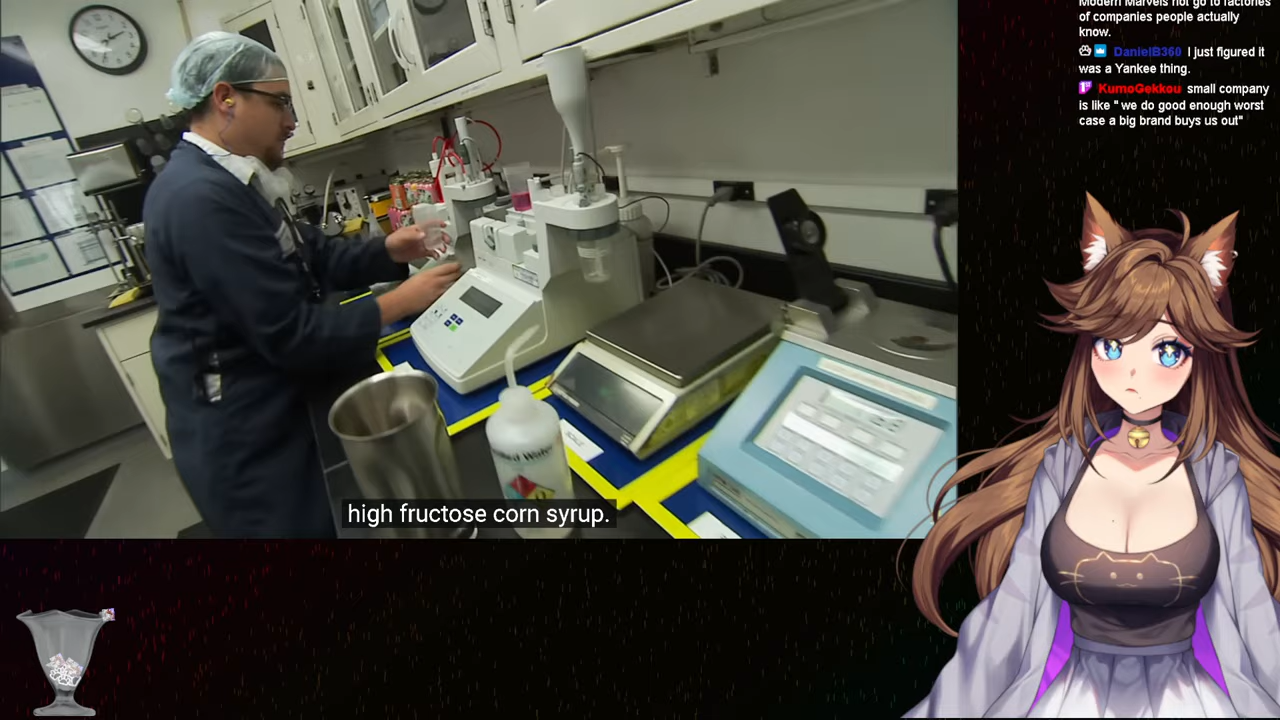 Modern Marvels not go to factories
of companies people actually
know.
DanielB360 I just figured it
was a Yankee thing.
KumoGekkou small company
is like " we do good enough worst
case a big brand buys us out"
high fructose corn syrup.